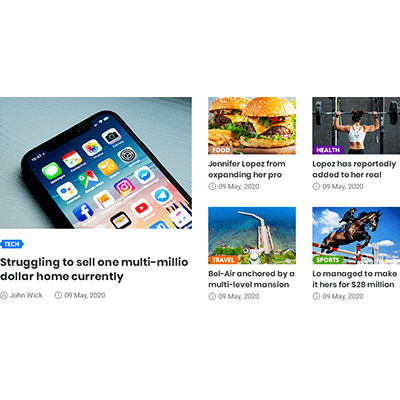 10:47
TECH
Struggling to sell one multi-millio
dollar home currently
John Wick
09 May, 2020
FOOD
Jennifer Lopez from
expanding her pro
09 May, 2020
HEALTH
Lopez has reportedly
added to her real
09 May, 2020
TRAVEL
Bel-Air anchored by a
multi-level mansion
09 May, 2020
SPORTS
Lo managed to make
it hers for $28 million
09 May, 2020